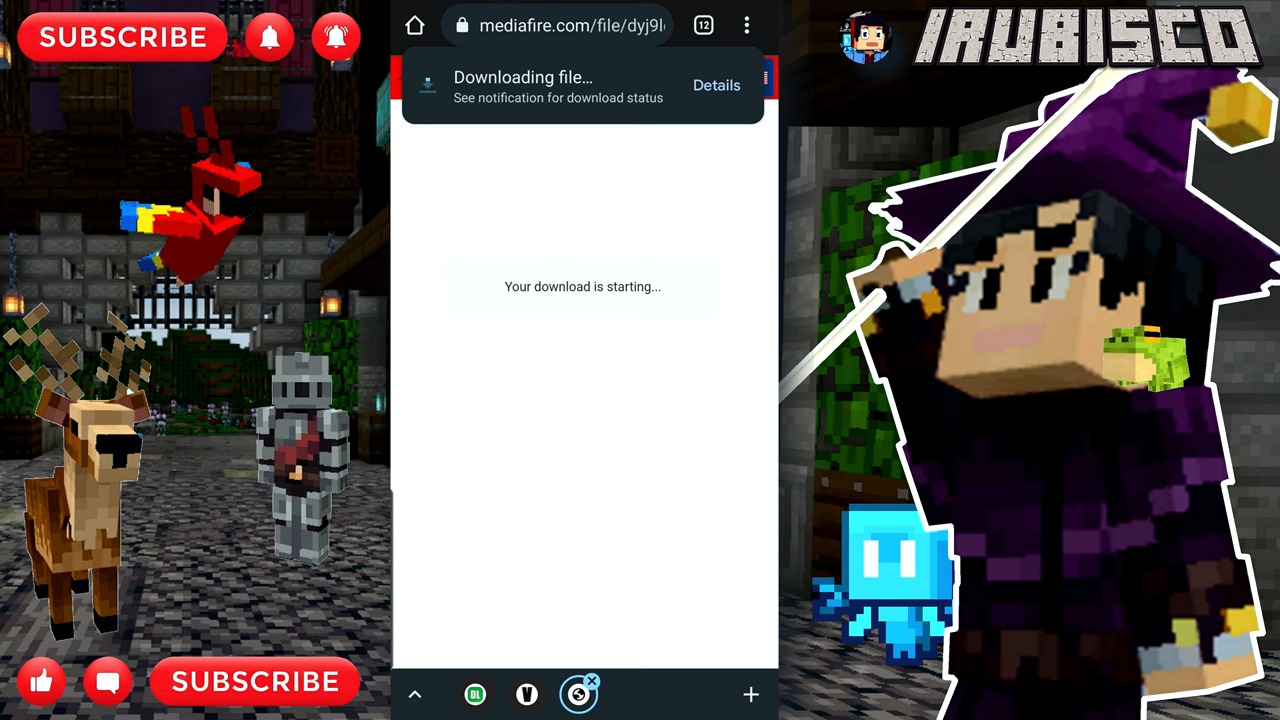 SUBSCRIBE
mediafire.com/file/dyj9l
12
IRUBISCO
Downloading file...
See notification for download status
Details
Your download is starting...
SUBSCRIBE
DL
V